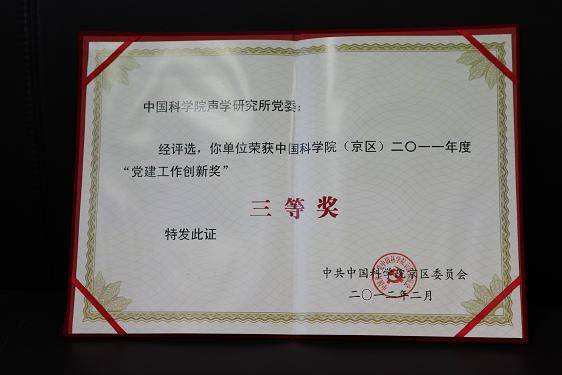 中国科学院声学研究所党委：
经评选，你单位荣获中国科学院（京区）二〇一一年度
“党建工作创新奖”
三等奖
特发此证
中共中国科学院京区委员会
二〇一二年二月